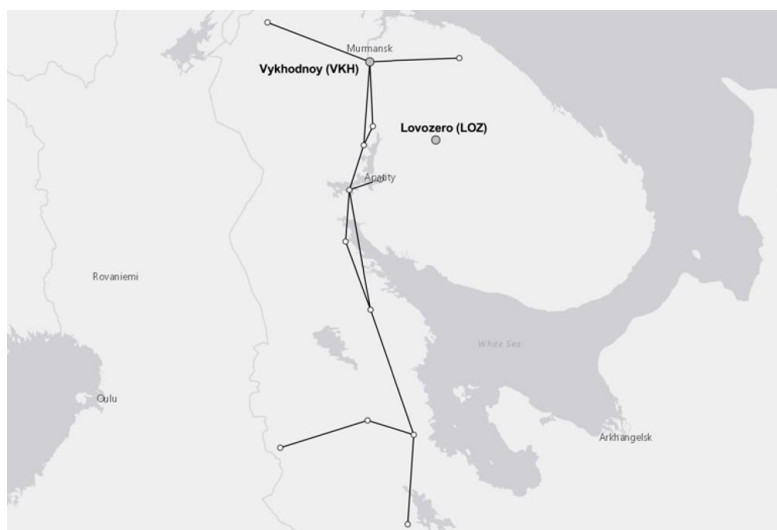 Murmansk
Vykhodnoy (VKH)
Lovozero (LOZ)
Apatity
Rovaniemi
White Sea
Oulu
Arkhangelsk